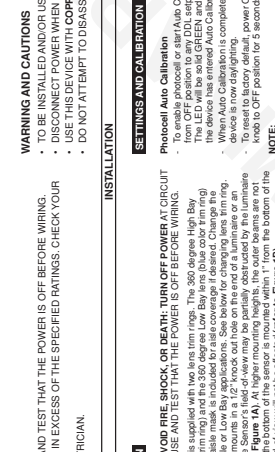 AND TEST THAT THE POWER IS OFF BEFORE WIRING.
IN EXCESS OF THE SPECIFIED RATINGS. CHECK YOUR
TRICIAN.
WARNING AND CAUTIONS
• TO BE INSTALLED AND/OR US
• DISCONNECT POWER WHEN
• USE THIS DEVICE WITH COPP
• DO NOT ATTEMPT TO DISASS
INSTALLATION
N
VOID FIRE, SHOCK, OR DEATH: TURN OFF POWER AT CIRCUIT
USE AND TEST THAT THE POWER IS OFF BEFORE WIRING.
is supplied with two lens trim rings. The 360 degree High Bay
trim ring) and the 360 degree Low Bay lens (blue color trim ring)
aisle mask is included for aisle coverage if desired. Change the
le or Low Bay applications. See below for changing lens trim ring.
mounts in a 1/2" knock out hole on the end of a luminaire or an
e Sensor's field-of-view may be partially obstructed by the luminaire
Figure 1A). At higher mounting heights, the outer beams are not
the bottom of the sensor is mounted within 1" from the bottom of the
SETTINGS AND CALIBRATION
Photocell Auto Calibration
- To enable photocell or start Auto C
from OFF position to any DDL setp
The LED will be solid GREEN and
the device has entered Auto Calibr
- When Auto Calibration is complete
device is now daylighting.
- To reset to factory default, power O
knob to OFF position for 5 seconds
NOTE: